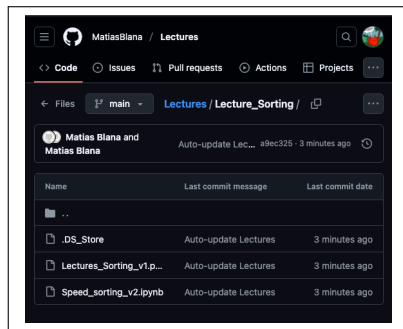 MatiasBlana / Lectures
Code Issues Pull requests Actions Projects ...
← Files main Lectures / Lecture_Sorting / ...
Matias Blana and Matias Blana Auto-update Lec... a9ec325 · 3 minutes ago
Name Last commit message Last commit date
..
.DS_Store Auto-update Lectures 3 minutes ago
Lectures_Sorting_v1.p... Auto-update Lectures 3 minutes ago
Speed_sorting_v2.ipynb Auto-update Lectures 3 minutes ago